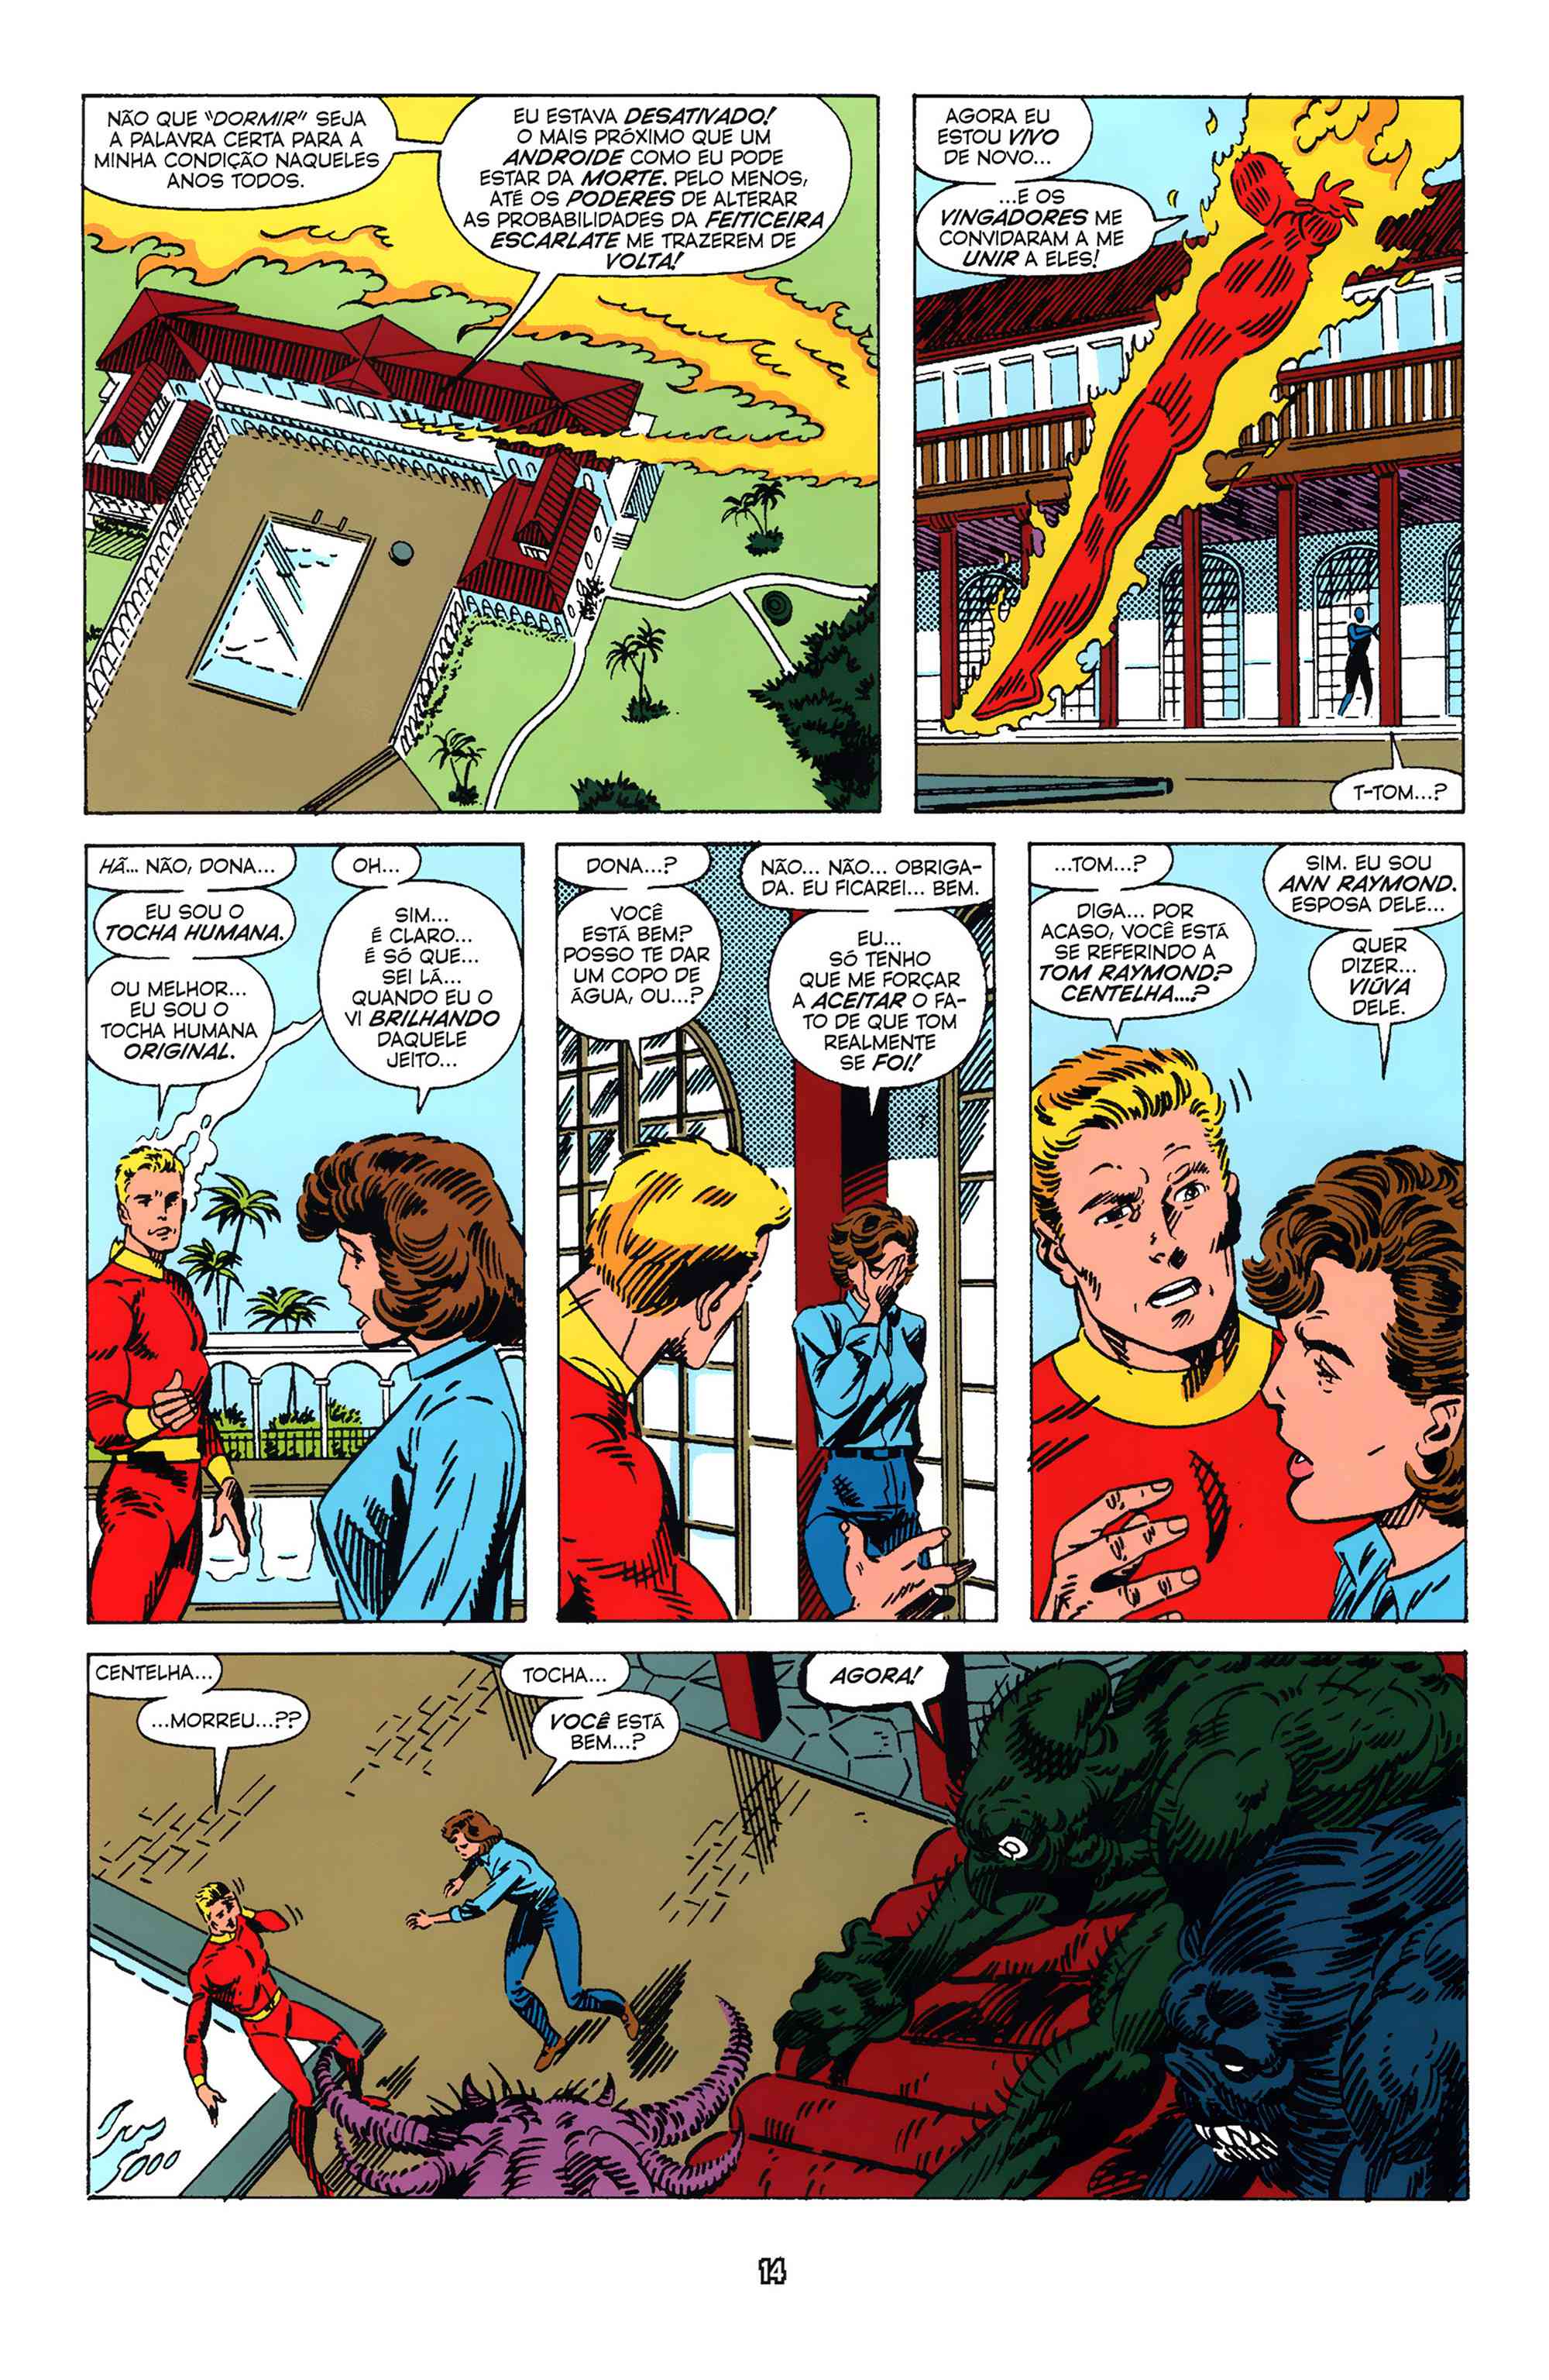 NÃO QUE "DORMIR" SEJA
A PALAVRA CERTA PARA A
MINHA CONDIÇÃO NAQUELES
ANOS TODOS.
EU ESTAVA DESATIVADO!
O MAIS PRÓXIMO QUE UM
ANDROIDE COMO EU PODE
ESTAR DA MORTE. PELO MENOS,
ATÉ OS PODERES DE ALTERAR
AS PROBABILIDADES DA FEITICEIRA
ESCARLATE ME TRAZEREM DE
VOLTA!
AGORA EU
ESTOU VIVO
DE NOVO...
...E OS
VINGADORES ME
CONVIDARAM A ME
UNIR A ELES!
T-TOM...?
HÃ... NÃO, DONA...
EU SOU O
TOCHA HUMANA.
OU MELHOR...
EU SOU O
TOCHA HUMANA
ORIGINAL.
OH...
SIM...
É CLARO...
É SÓ QUE...
SEI LÁ...
QUANDO EU O
VI BRILHANDO
DAQUELE
JEITO...
DONA...?
VOCÊ
ESTÁ BEM?
POSSO TE DAR
UM COPO DE
ÁGUA, OU...?
NÃO... NÃO... OBRIGA-
DA. EU FICAREI... BEM.
EU...
SÓ TENHO
QUE ME FORÇAR
A ACEITAR O FA-
TO DE QUE TOM
REALMENTE
SE FOI!
...TOM...?
DIGA... POR
ACASO, VOCÊ ESTÁ
SE REFERINDO A
TOM RAYMOND?
CENTELHA...?
SIM. EU SOU
ANN RAYMOND.
ESPOSA DELE...
QUER
DIZER...
VIÚVA
DELE.
CENTELHA...
...MORREU...??
TOCHA...
VOCÊ ESTÁ
BEM...?
AGORA!
14